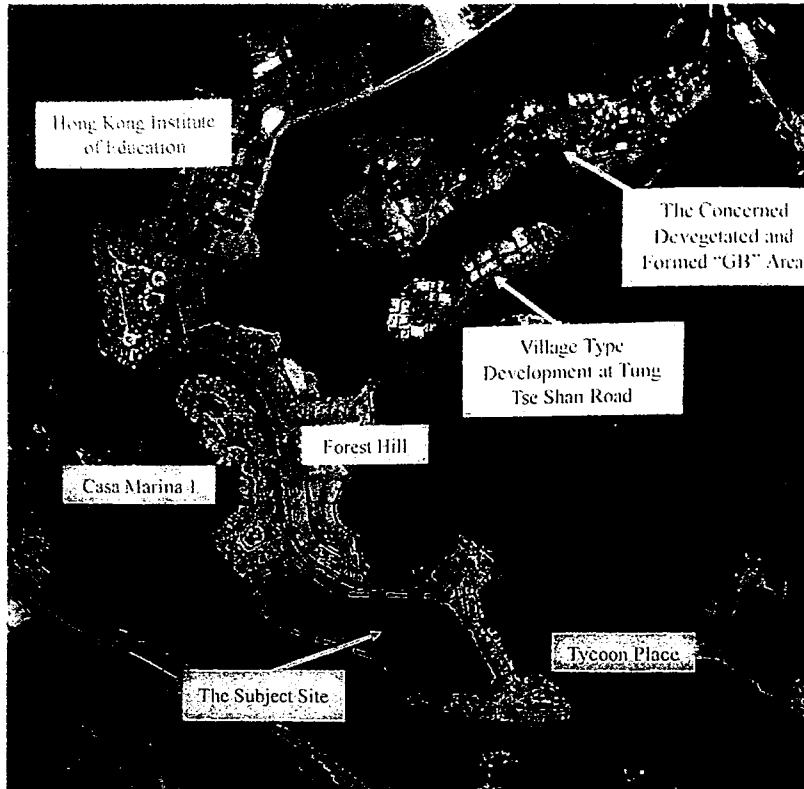 Hong Kong Institute
of Education
The Concerned
Devegetated and
Formed “GB” Area
Village Type
Development at Tung
Tse Shan Road
Forest Hill
Casa Marina I
Tycoon Place
The Subject Site